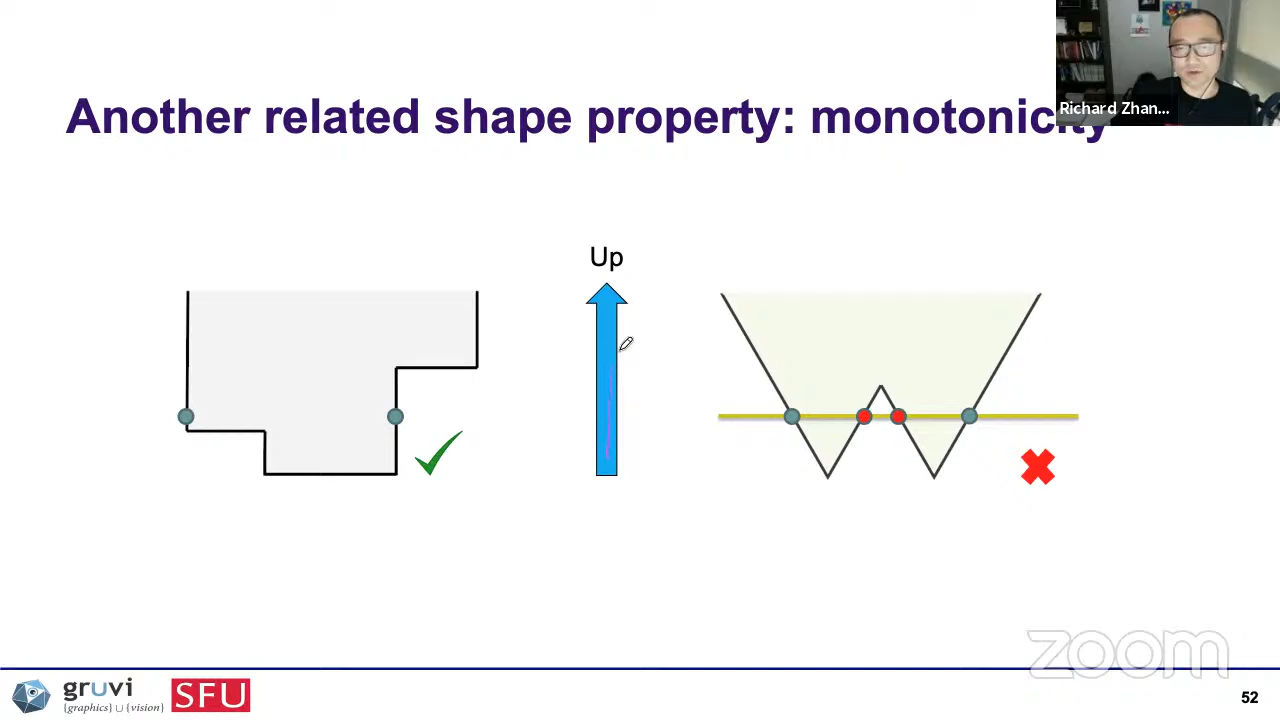 Richard Zhan...
Another related shape property: monotonicity
Up
zoom
gruvi
{graphics} ∪ {vision}
SFU
52